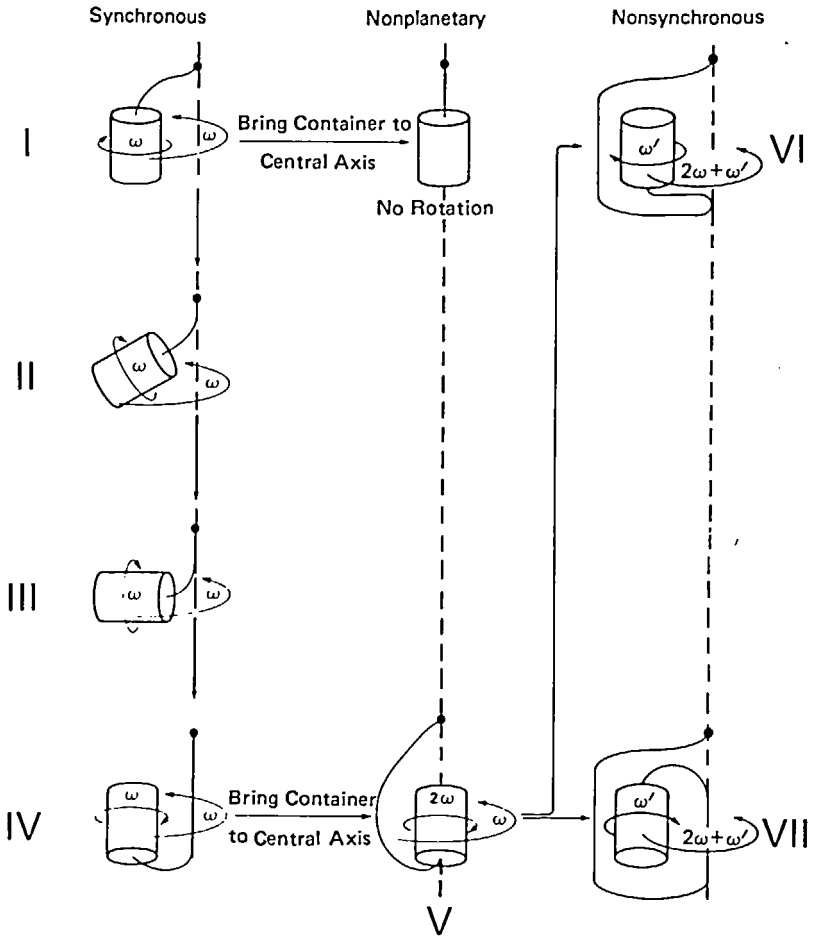 Synchronous
Nonplanetary
Nonsynchronous
I
ω
ω
Bring Container to
Central Axis
No Rotation
ω′
2ω + ω′
VI
II
ω
ω
III
ω
ω
IV
ω
ω
Bring Container
to Central Axis
2ω
ω
V
ω′
2ω + ω′
VII